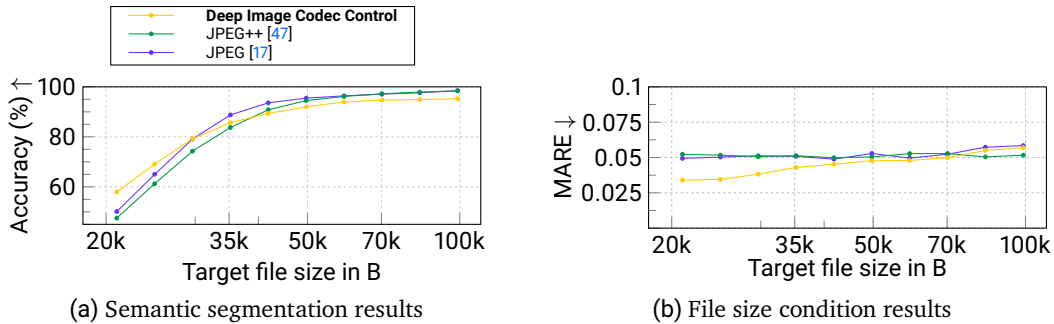 Deep Image Codec Control
JPEG++ [47]
JPEG [17]
Accuracy (%) ↑
100
80
60
20k 35k 50k 70k 100k
Target file size in B
(a) Semantic segmentation results
MARE ↓
0.1
0.075
0.05
0.025
20k 35k 50k 70k 100k
Target file size in B
(b) File size condition results